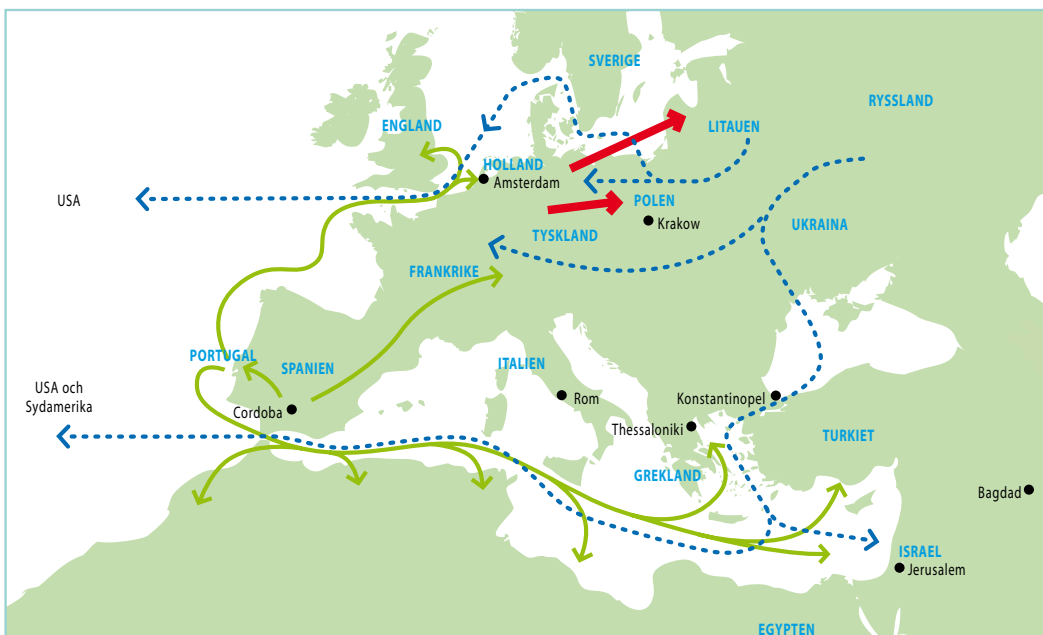 SVERIGE
RYSSLAND
ENGLAND
LITAUEN
HOLLAND
Amsterdam
USA
POLEN
Krakow
UKRAINA
TYSKLAND
FRANKRIKE
PORTUGAL
SPANIEN
ITALIEN
USA och
Sydamerika
Cordoba
Rom
Konstantinopel
Thessaloniki
TURKIET
GREKLAND
Bagdad
ISRAEL
Jerusalem
EGYPTEN